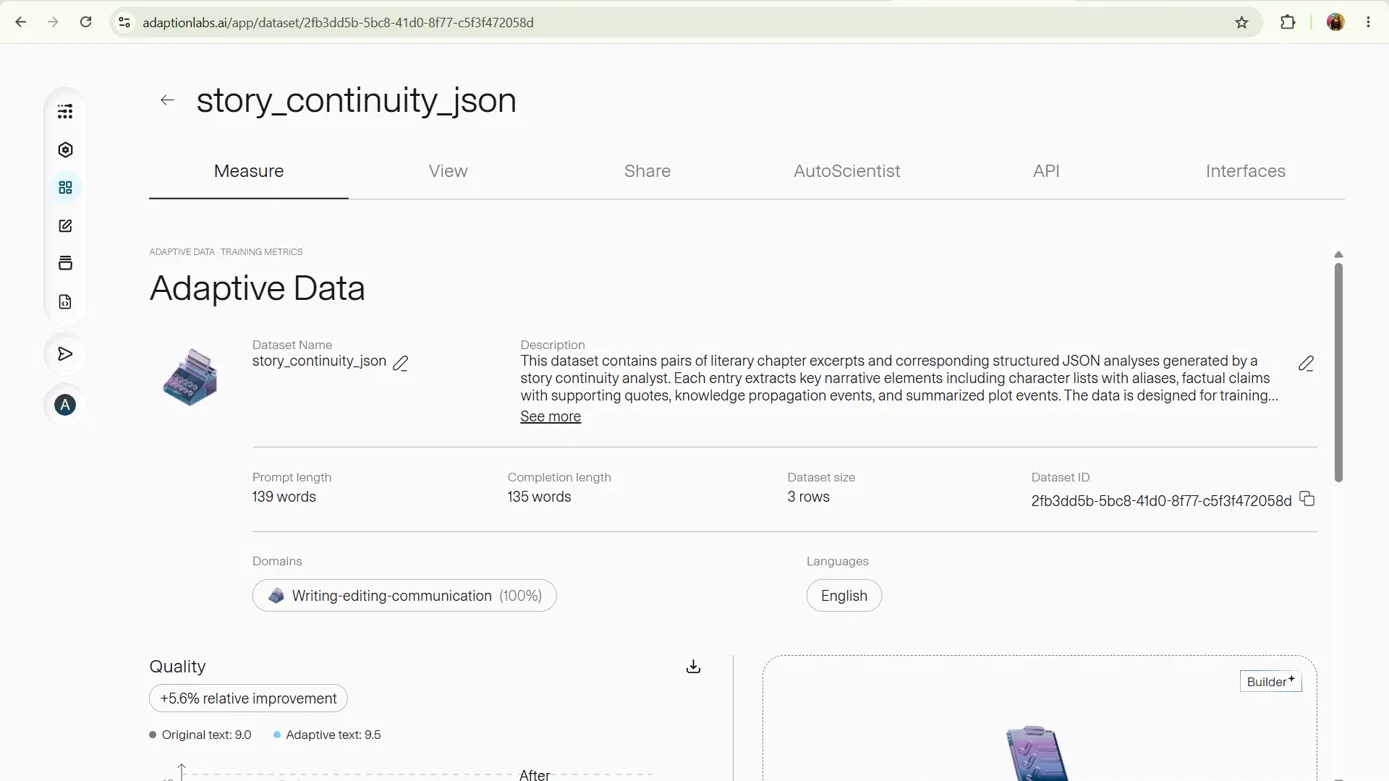 adaptionlabs.ai/app/dataset/2fb3dd5b-5bc8-41d0-8f77-c5f3f472058d
story_continuity_json
Measure
View
Share
AutoScientist
API
Interfaces
ADAPTIVE DATA · TRAINING METRICS
Adaptive Data
Dataset Name
story_continuity_json
Description
This dataset contains pairs of literary chapter excerpts and corresponding structured JSON analyses generated by a
story continuity analyst. Each entry extracts key narrative elements including character lists with aliases, factual claims
with supporting quotes, knowledge propagation events, and summarized plot events. The data is designed for training...
See more
Prompt length
139 words
Completion length
135 words
Dataset size
3 rows
Dataset ID
2fb3dd5b-5bc8-41d0-8f77-c5f3f472058d
Domains
Writing-editing-communication (100%)
Languages
English
A
Quality
+5.6% relative improvement
Original text: 9.0
Adaptive text: 9.5
After
Builder